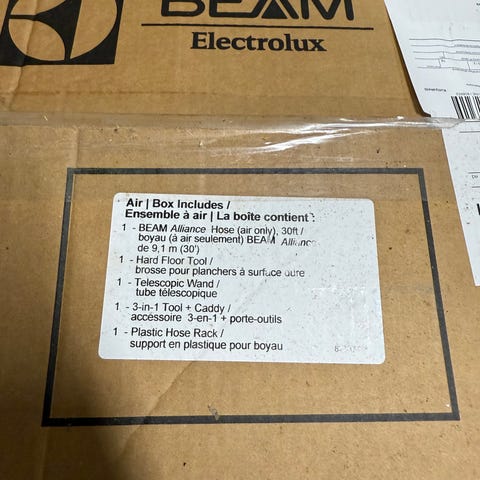 BEAM
Electrolux
Air | Box Includes /
Ensemble à air | La boîte contient :
1 - BEAM Alliance Hose (air only), 30ft /
boyau (à air seulement) BEAM Alliance
de 9,1 m (30')
1 - Hard Floor Tool /
brosse pour planchers à surface dure
1 - Telescopic Wand /
tube télescopique
1 - 3-in-1 Tool + Caddy /
accessoire 3-en-1 + porte-outils
1 - Plastic Hose Rack /
support en plastique pour boyau